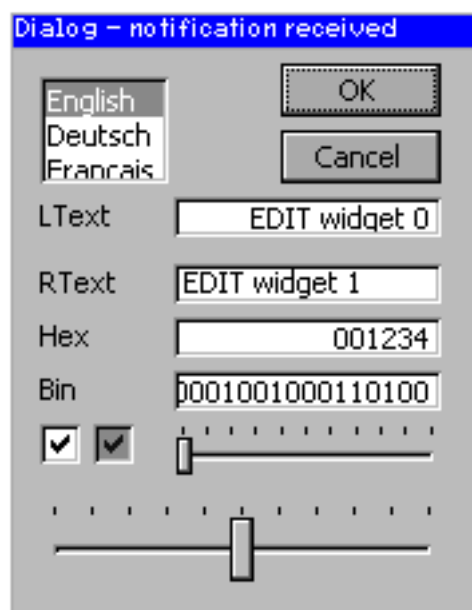 Dialog - notification received
English
Deutsch
Francais
OK
Cancel
LText
EDIT widget 0
RText
EDIT widget 1
Hex
001234
Bin
0001001000110100